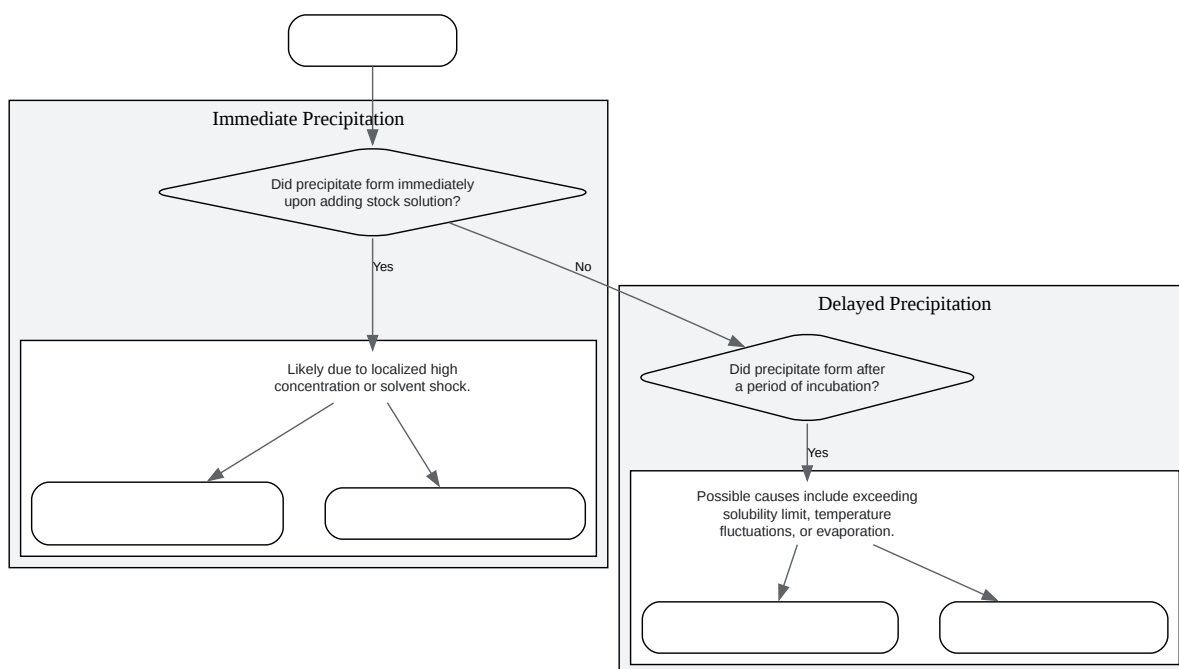 Immediate Precipitation
Did precipitate form immediately
upon adding stock solution?
Yes
No
Likely due to localized high
concentration or solvent shock.
Delayed Precipitation
Did precipitate form after
a period of incubation?
Yes
Possible causes include exceeding
solubility limit, temperature
fluctuations, or evaporation.